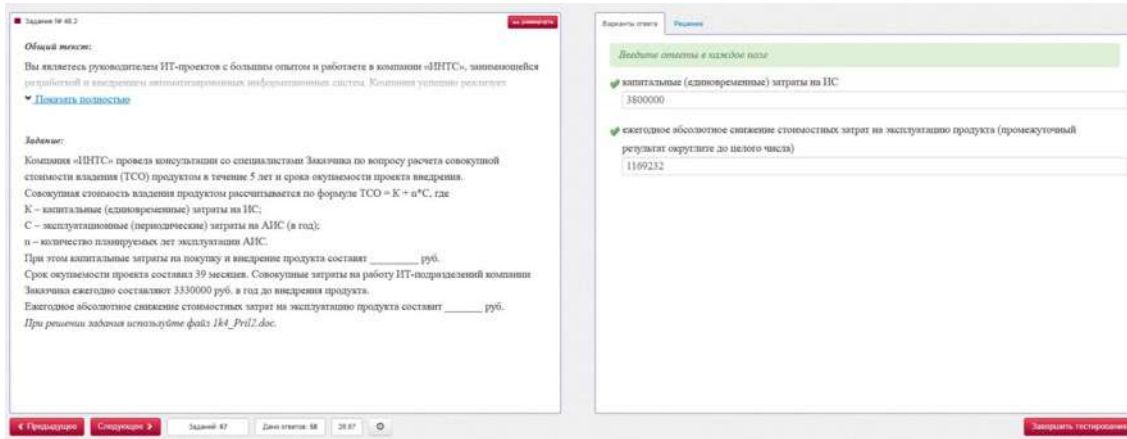 Задание № 48.2
развернуть
Общий текст:
Вы являетесь руководителем ИТ-проектов с большим опытом и работаете в компании «ИНТС», занимающейся
разработкой и внедрением автоматизированных информационных систем. Компания успешно реализует
Показать полностью
Задание:
Компания «ИНТС» провела консультации со специалистами Заказчика по вопросу расчета совокупной
стоимости владения (ТСО) продуктом в течение 5 лет и срока окупаемости проекта внедрения.
Совокупная стоимость владения продуктом рассчитывается по формуле TCO = K + n*C, где
К – капитальные (единовременные) затраты на ИС;
С – эксплуатационные (периодические) затраты на АИС (в год);
n – количество планируемых лет эксплуатации АИС.
При этом капитальные затраты на покупку и внедрение продукта составят _________ руб.
Срок окупаемости проекта составил 39 месяцев. Совокупные затраты на работу ИТ-подразделений компании
Заказчика ежегодно составляют 3330000 руб. в год до внедрения продукта.
Ежегодное абсолютное снижение стоимостных затрат на эксплуатацию продукта составит _______ руб.
При решении задания используйте файл 1k4_Pril2.doc.
Варианты ответа Решение
Введите ответы в каждое поле
капитальные (единовременные) затраты на ИС
3800000
ежегодное абсолютное снижение стоимостных затрат на эксплуатацию продукта (промежуточный
результат округлите до целого числа)
1169232
Предыдущее Следующее Заданий: 67 Дано ответов: 58 Завершить тестирование